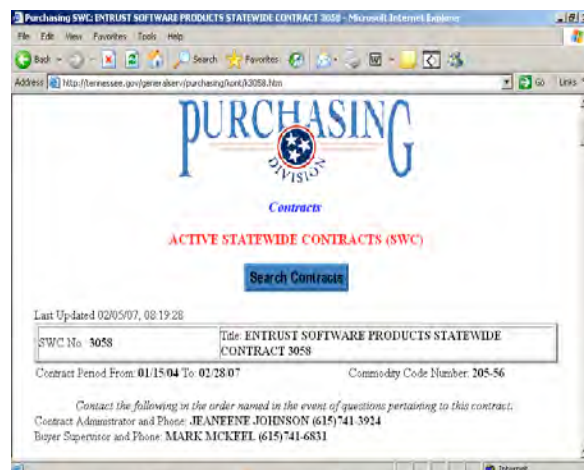 Purchasing SWC: ENTRUST SOFTWARE PRODUCTS STATEWIDE CONTRACT 3058 - Microsoft Internet Explorer
File Edit View Favorites Tools Help
Back Search Favorites
Address http://tennessee.gov/generalserv/purchasing/kont/k3058.htm Go Links
PURCHASING
DIVISION
Contracts
ACTIVE STATEWIDE CONTRACTS (SWC)
Search Contracts
Last Updated 02/05/07, 08:19:28
SWC No. 3058 Title: ENTRUST SOFTWARE PRODUCTS STATEWIDE
CONTRACT 3058
Contract Period From: 01/15/04 To: 02/28/07 Commodity Code Number: 205-56
Contact the following in the order named in the event of questions pertaining to this contract.
Contract Administrator and Phone: JEANEENE JOHNSON (615)741-3924
Buyer Supervisor and Phone: MARK MCKEEL (615)741-6831
Internet